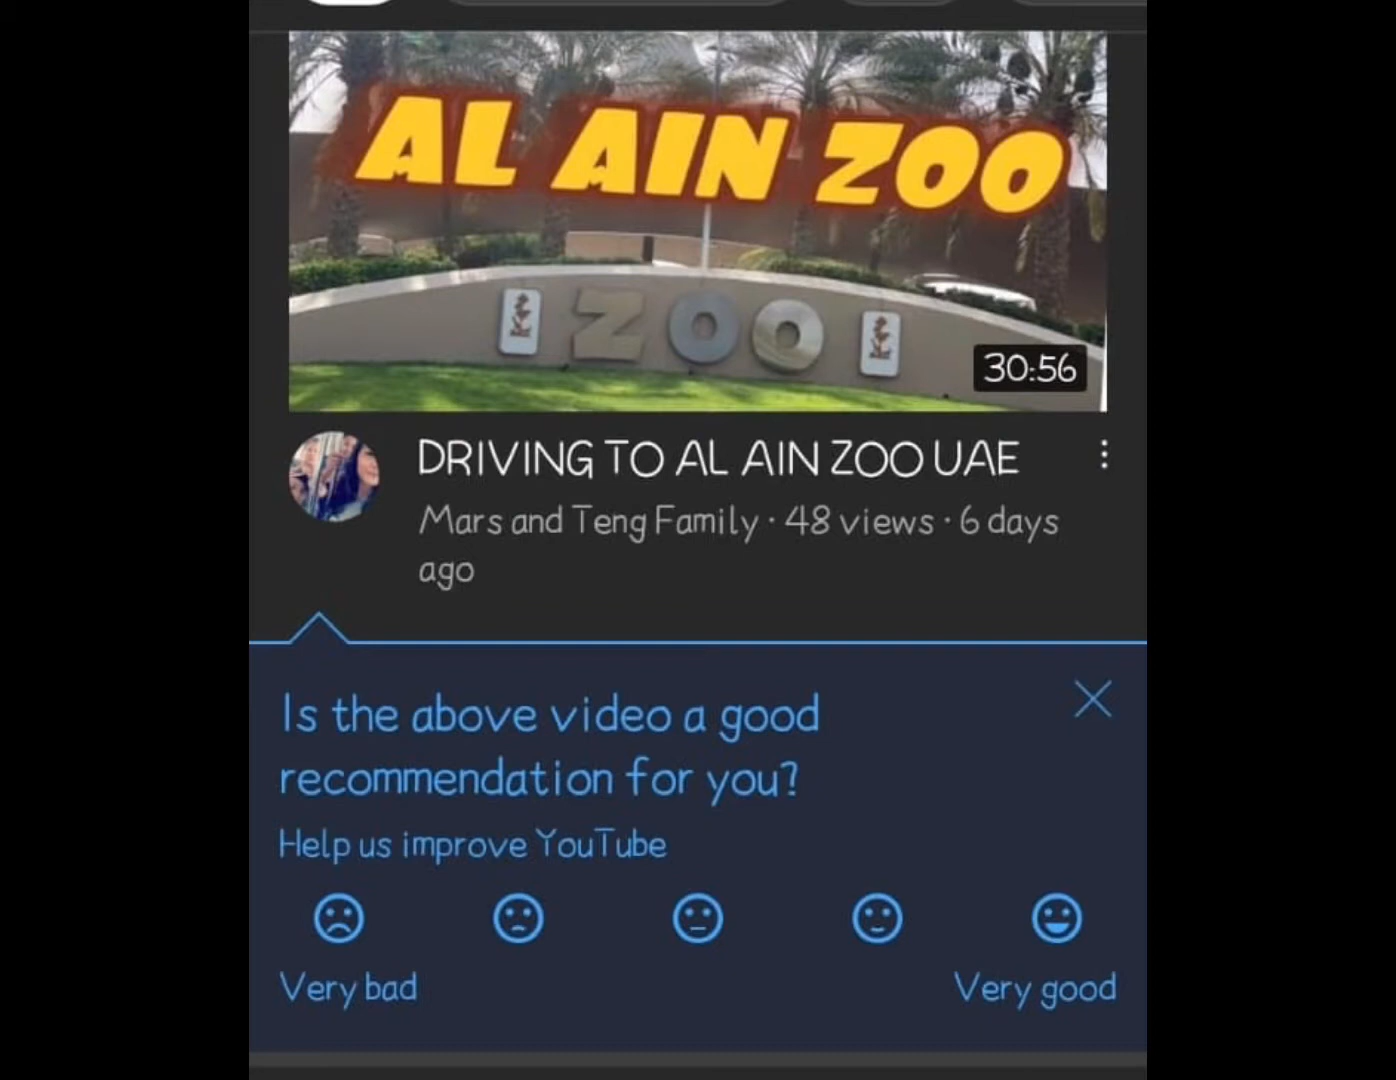 AL AIN ZOO
ZOO
30:56
DRIVING TO AL AIN ZOO UAE
Mars and Teng Family · 48 views · 6 days
ago
Is the above video a good
recommendation for you?
Help us improve YouTube
Very bad
Very good